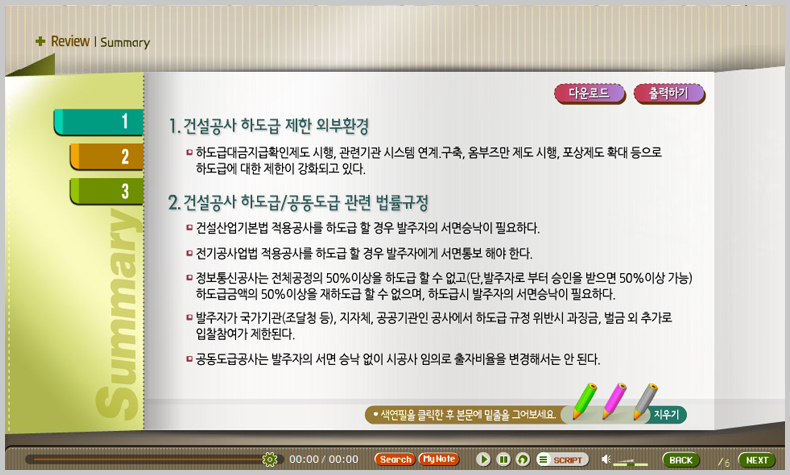 Review | Summary
다운로드 출력하기
1
2
3
Summary
1. 건설공사 하도급 제한 외부환경
하도급대금지급확인제도 시행, 관련기관 시스템 연계.구축, 옴부즈만 제도 시행, 포상제도 확대 등으로
하도급에 대한 제한이 강화되고 있다.
2. 건설공사 하도급/공동도급 관련 법률규정
건설산업기본법 적용공사를 하도급 할 경우 발주자의 서면승낙이 필요하다.
전기공사업법 적용공사를 하도급 할 경우 발주자에게 서면통보 해야 한다.
정보통신공사는 전체공정의 50%이상을 하도급 할 수 없고(단,발주자로 부터 승인을 받으면 50%이상 가능)
하도급금액의 50%이상을 재하도급 할 수 없으며, 하도급시 발주자의 서면승낙이 필요하다.
발주자가 국가기관(조달청 등), 지자체, 공공기관인 공사에서 하도급 규정 위반시 과징금, 벌금 외 추가로
입찰참여가 제한된다.
공동도급공사는 발주자의 서면 승낙 없이 시공사 임의로 출자비율을 변경해서는 안 된다.
색연필을 클릭한 후 본문에 밑줄을 그어보세요. 지우기
00:00 / 00:00 Search My Note SCRIPT BACK /6 NEXT